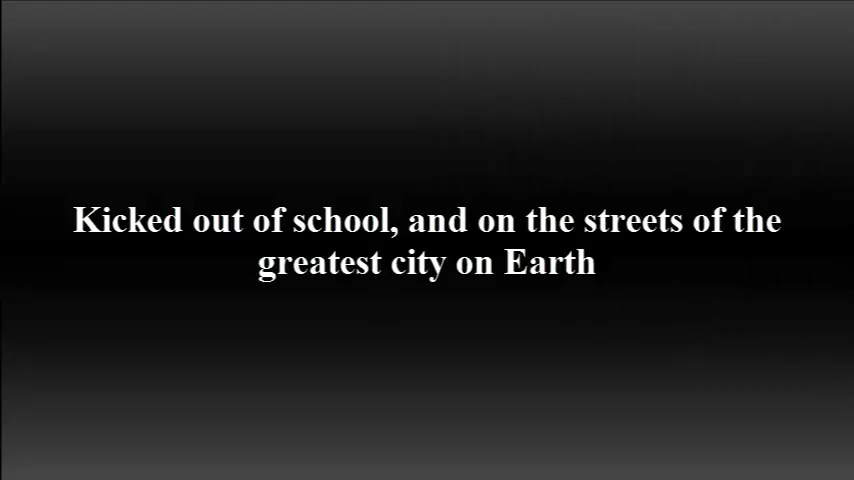 Kicked out of school, and on the streets of the
greatest city on Earth